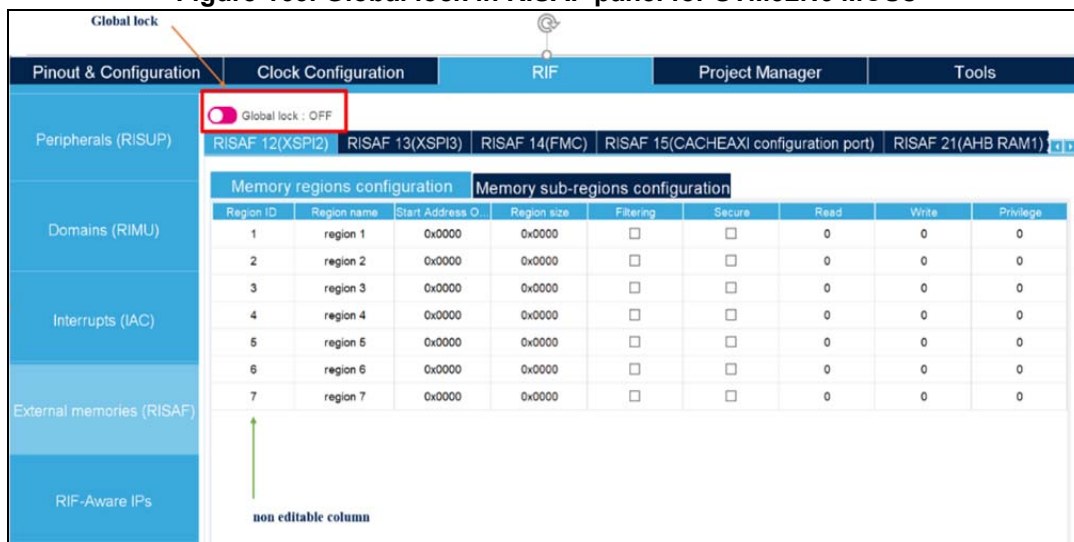 Global lock
Pinout & Configuration Clock Configuration RIF Project Manager Tools
Global lock : OFF
Peripherals (RISUP)
RISAF 12(XSPI2) RISAF 13(XSPI3) RISAF 14(FMC) RISAF 15(CACHEAXI configuration port) RISAF 21(AHB RAM1)
Memory regions configuration Memory sub-regions configuration
Region ID Region name Start Address O... Region size Filtering Secure Read Write Privilege
1 region 1 0x0000 0x0000 0 0 0
Domains (RIMU)
2 region 2 0x0000 0x0000 0 0 0
3 region 3 0x0000 0x0000 0 0 0
4 region 4 0x0000 0x0000 0 0 0
Interrupts (IAC)
5 region 5 0x0000 0x0000 0 0 0
6 region 6 0x0000 0x0000 0 0 0
7 region 7 0x0000 0x0000 0 0 0
External memories (RISAF)
RIF-Aware IPs
non editable column